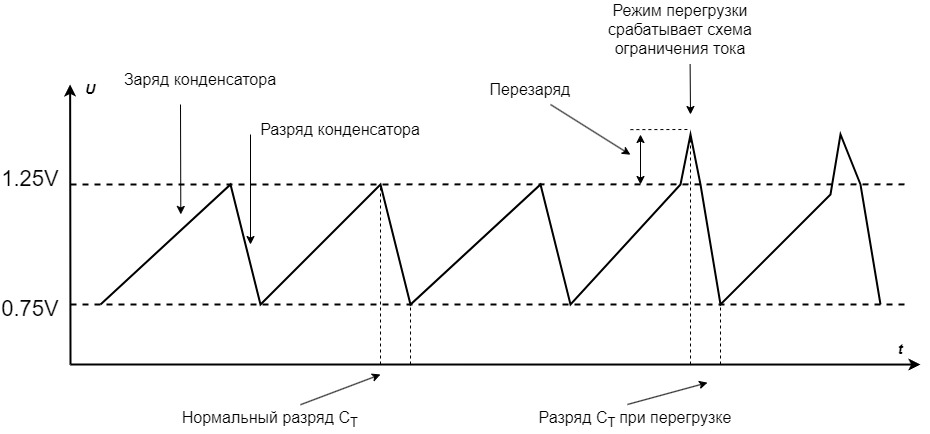 Режим перегрузки
срабатывает схема
ограничения тока
U
Заряд конденсатора
Перезаряд
Разряд конденсатора
1.25V
0.75V
t
Нормальный разряд CT
Разряд CT при перегрузке